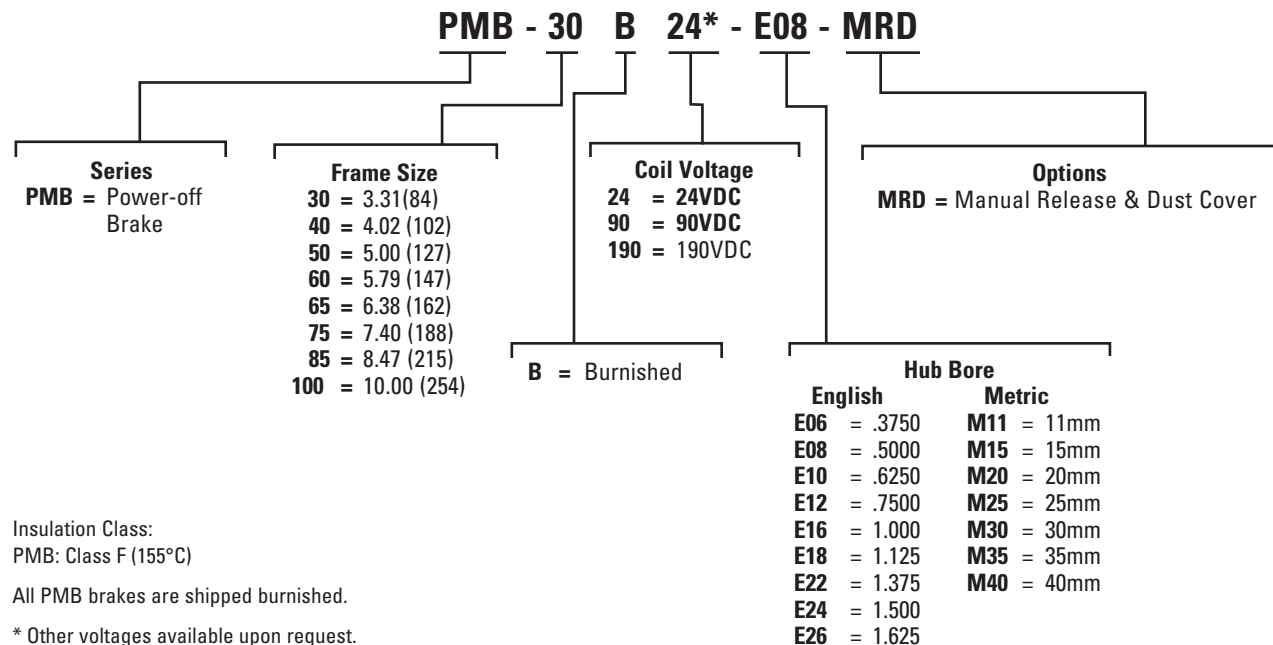 PMB - 30 B 24* - E08 - MRD
Series
PMB = Power-off
Brake
Frame Size
30 = 3.31(84)
40 = 4.02 (102)
50 = 5.00 (127)
60 = 5.79 (147)
65 = 6.38 (162)
75 = 7.40 (188)
85 = 8.47 (215)
100 = 10.00 (254)
B = Burnished
Coil Voltage
24 = 24VDC
90 = 90VDC
190 = 190VDC
Hub Bore
English Metric
E06 = .3750 M11 = 11mm
E08 = .5000 M15 = 15mm
E10 = .6250 M20 = 20mm
E12 = .7500 M25 = 25mm
E16 = 1.000 M30 = 30mm
E18 = 1.125 M35 = 35mm
E22 = 1.375 M40 = 40mm
E24 = 1.500
E26 = 1.625
Options
MRD = Manual Release & Dust Cover
Insulation Class:
PMB: Class F (155°C)
All PMB brakes are shipped burnished.
* Other voltages available upon request.